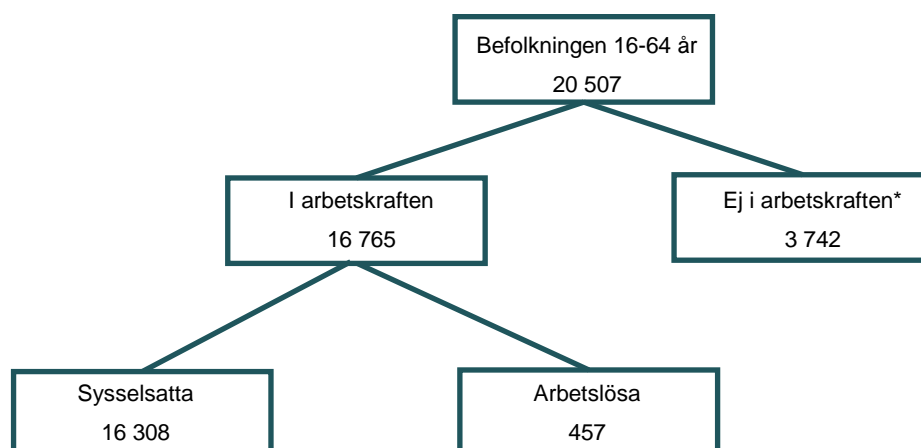 Befolkningen 16-64 år
20 507
I arbetskraften
16 765
Ej i arbetskraften*
3 742
Sysselsatta
16 308
Arbetslösa
457